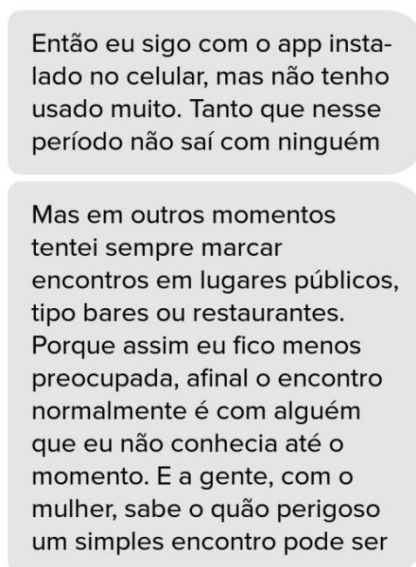 Então eu sigo com o app insta-
lado no celular, mas não tenho
usado muito. Tanto que nesse
período não saí com ninguém
Mas em outros momentos
tentei sempre marcar
encontros em lugares públicos,
tipo bares ou restaurantes.
Porque assim eu fico menos
preocupada, afinal o encontro
normalmente é com alguém
que eu não conhecia até o
momento. E a gente, com o
mulher, sabe o quão perigoso
um simples encontro pode ser